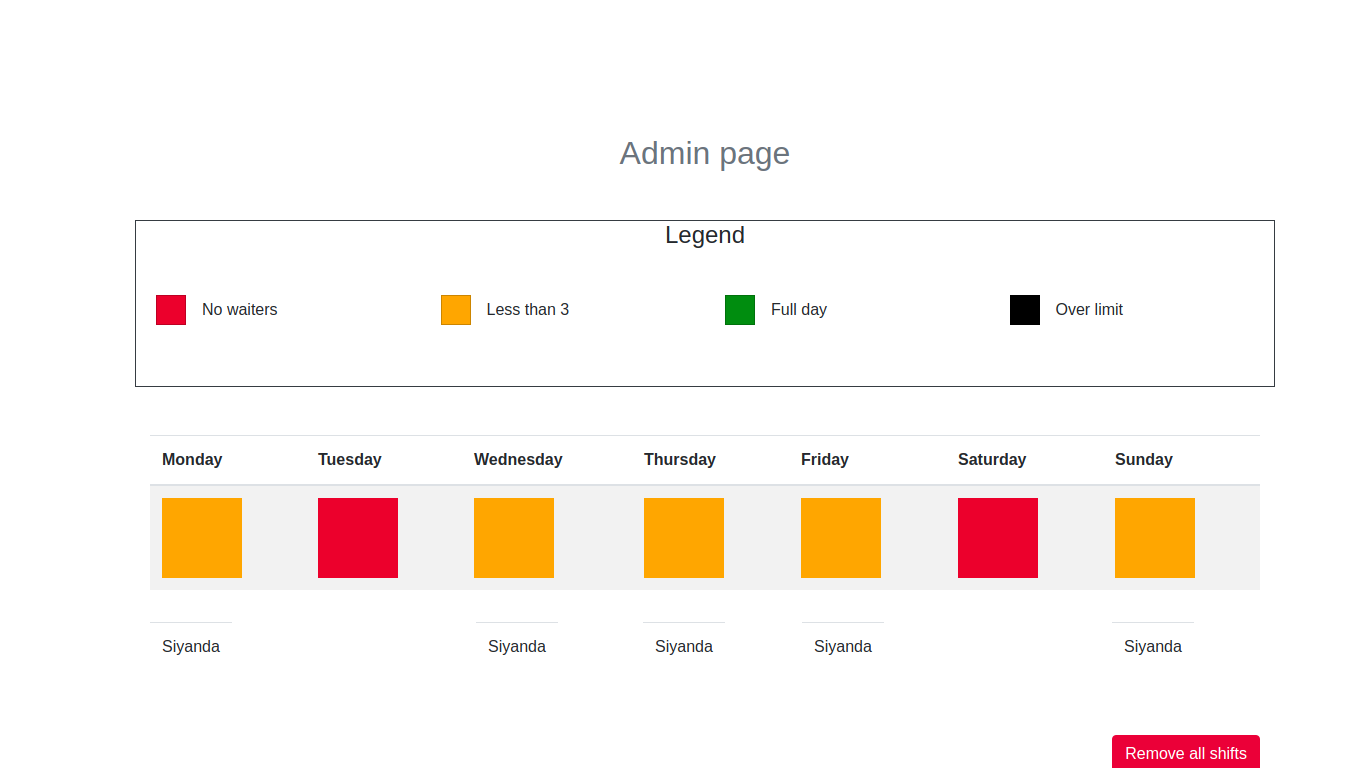 Admin page
Legend
No waiters Less than 3 Full day Over limit
Monday Tuesday Wednesday Thursday Friday Saturday Sunday
Siyanda Siyanda Siyanda Siyanda Siyanda
Remove all shifts